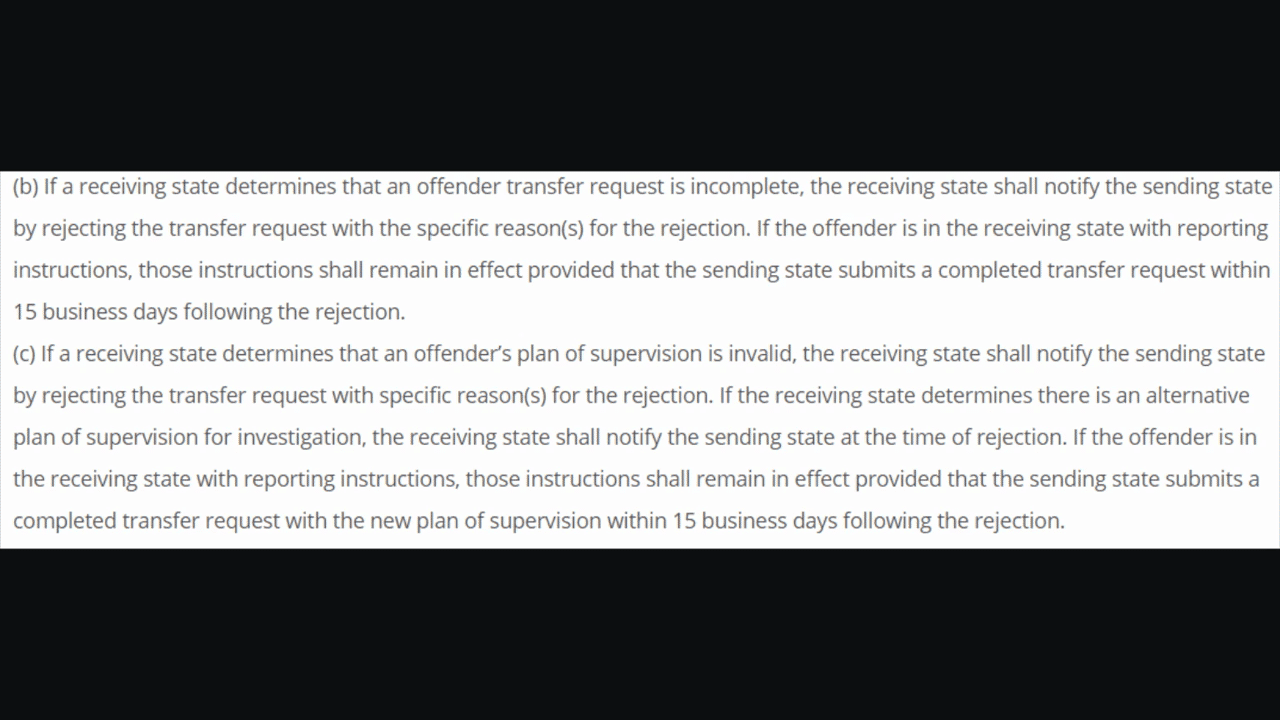 (b) If a receiving state determines that an offender transfer request is incomplete, the receiving state shall notify the sending state
by rejecting the transfer request with the specific reason(s) for the rejection. If the offender is in the receiving state with reporting
instructions, those instructions shall remain in effect provided that the sending state submits a completed transfer request within
15 business days following the rejection.
(c) If a receiving state determines that an offender’s plan of supervision is invalid, the receiving state shall notify the sending state
by rejecting the transfer request with specific reason(s) for the rejection. If the receiving state determines there is an alternative
plan of supervision for investigation, the receiving state shall notify the sending state at the time of rejection. If the offender is in
the receiving state with reporting instructions, those instructions shall remain in effect provided that the sending state submits a
completed transfer request with the new plan of supervision within 15 business days following the rejection.